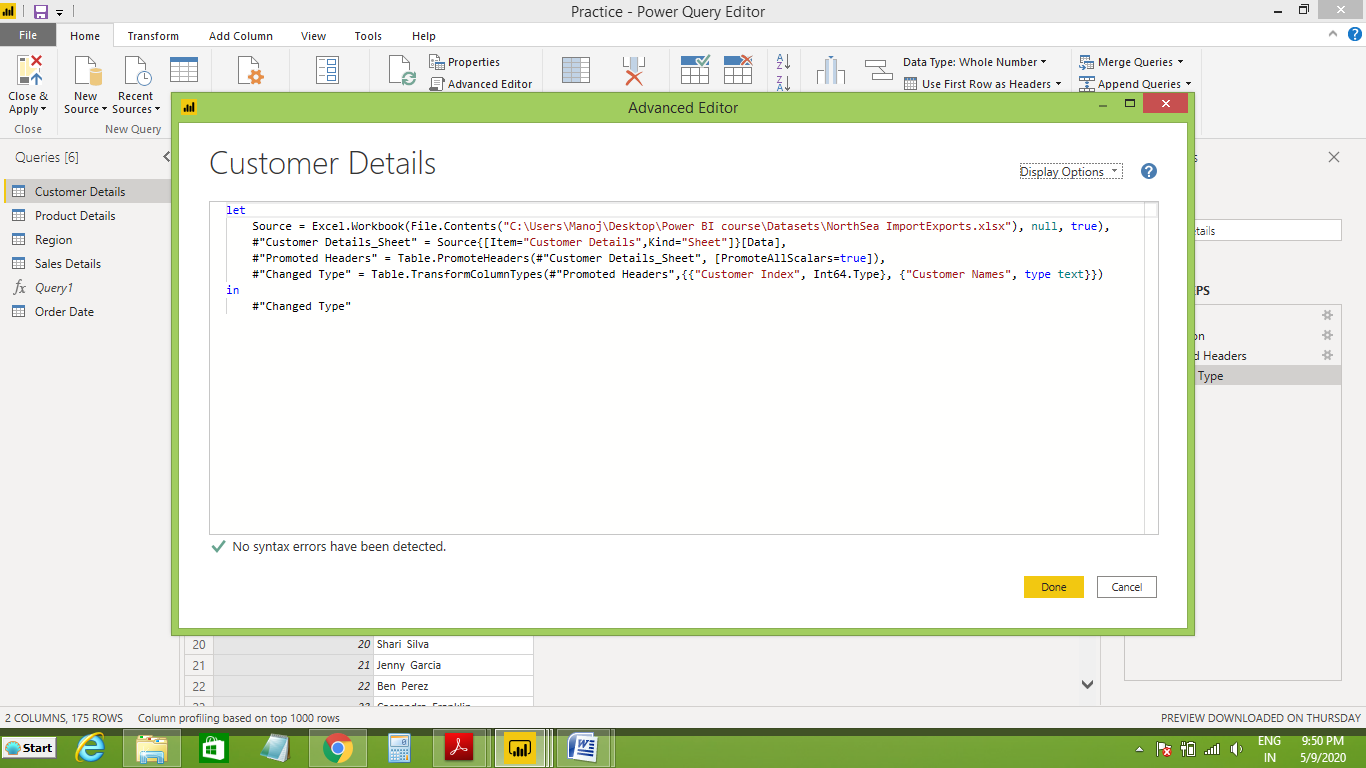 Practice - Power Query Editor
File Home Transform Add Column View Tools Help
Close & Apply
New Source
Recent Sources
Properties
Advanced Editor
Data Type: Whole Number
Use First Row as Headers
Merge Queries
Append Queries
Close
New Query
Advanced Editor
Queries [6]
Customer Details
Product Details
Region
Sales Details
fx Query1
Order Date
Customer Details
Display Options
let
    Source = Excel.Workbook(File.Contents("C:\Users\Manoj\Desktop\Power BI course\Datasets\NorthSea ImportExports.xlsx"), null, true),
    #"Customer Details_Sheet" = Source{[Item="Customer Details",Kind="Sheet"]}[Data],
    #"Promoted Headers" = Table.PromoteHeaders(#"Customer Details_Sheet", [PromoteAllScalars=true]),
    #"Changed Type" = Table.TransformColumnTypes(#"Promoted Headers",{{"Customer Index", Int64.Type}, {"Customer Names", type text}})
in
    #"Changed Type"
No syntax errors have been detected.
Done Cancel
etails
EPS
on
d Headers
Type
20 20 Shari Silva
21 21 Jenny Garcia
22 22 Ben Perez
2 COLUMNS, 175 ROWS Column profiling based on top 1000 rows
PREVIEW DOWNLOADED ON THURSDAY
Start
ENG
IN
9:50 PM
5/9/2020